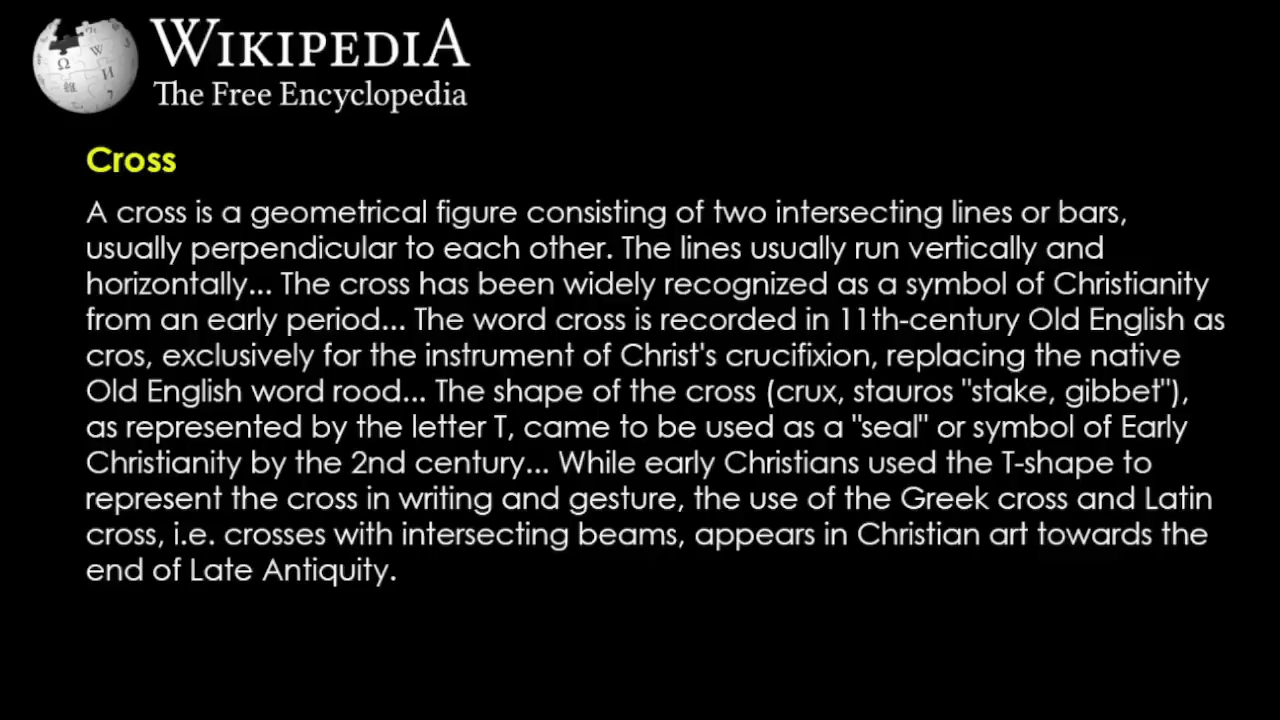 WIKIPEDIA
The Free Encyclopedia
Cross
A cross is a geometrical figure consisting of two intersecting lines or bars,
usually perpendicular to each other. The lines usually run vertically and
horizontally... The cross has been widely recognized as a symbol of Christianity
from an early period... The word cross is recorded in 11th-century Old English as
cros, exclusively for the instrument of Christ's crucifixion, replacing the native
Old English word rood... The shape of the cross (crux, stauros "stake, gibbet"),
as represented by the letter T, came to be used as a "seal" or symbol of Early
Christianity by the 2nd century... While early Christians used the T-shape to
represent the cross in writing and gesture, the use of the Greek cross and Latin
cross, i.e. crosses with intersecting beams, appears in Christian art towards the
end of Late Antiquity.